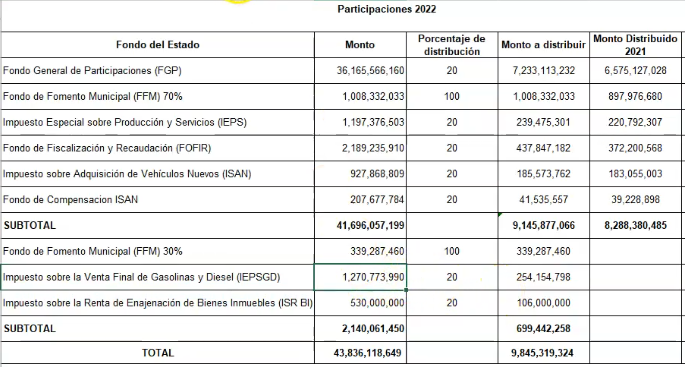 Participaciones 2022
Fondo del Estado Monto Porcentaje de distribución Monto a distribuir Monto Distribuido 2021
Fondo General de Participaciones (FGP) 36,165,566,160 20 7,233,113,232 6,575,127,028
Fondo de Fomento Municipal (FFM) 70% 1,008,332,033 100 1,008,332,033 897,976,680
Impuesto Especial sobre Producción y Servicios (IEPS) 1,197,376,503 20 239,475,301 220,792,307
Fondo de Fiscalización y Recaudación (FOFIR) 2,189,235,910 20 437,847,182 372,200,568
Impuesto sobre Adquisición de Vehículos Nuevos (ISAN) 927,868,809 20 185,573,762 183,055,003
Fondo de Compensacion ISAN 207,677,784 20 41,535,557 39,228,898
SUBTOTAL 41,696,057,199 9,145,877,066 8,288,380,485
Fondo de Fomento Municipal (FFM) 30% 339,287,460 100 339,287,460
Impuesto sobre la Venta Final de Gasolinas y Diesel (IEPSGD) 1,270,773,990 20 254,154,798
Impuesto sobre la Renta de Enajenación de Bienes Inmuebles (ISR BI) 530,000,000 20 106,000,000
SUBTOTAL 2,140,061,450 699,442,258
TOTAL 43,836,118,649 9,845,319,324